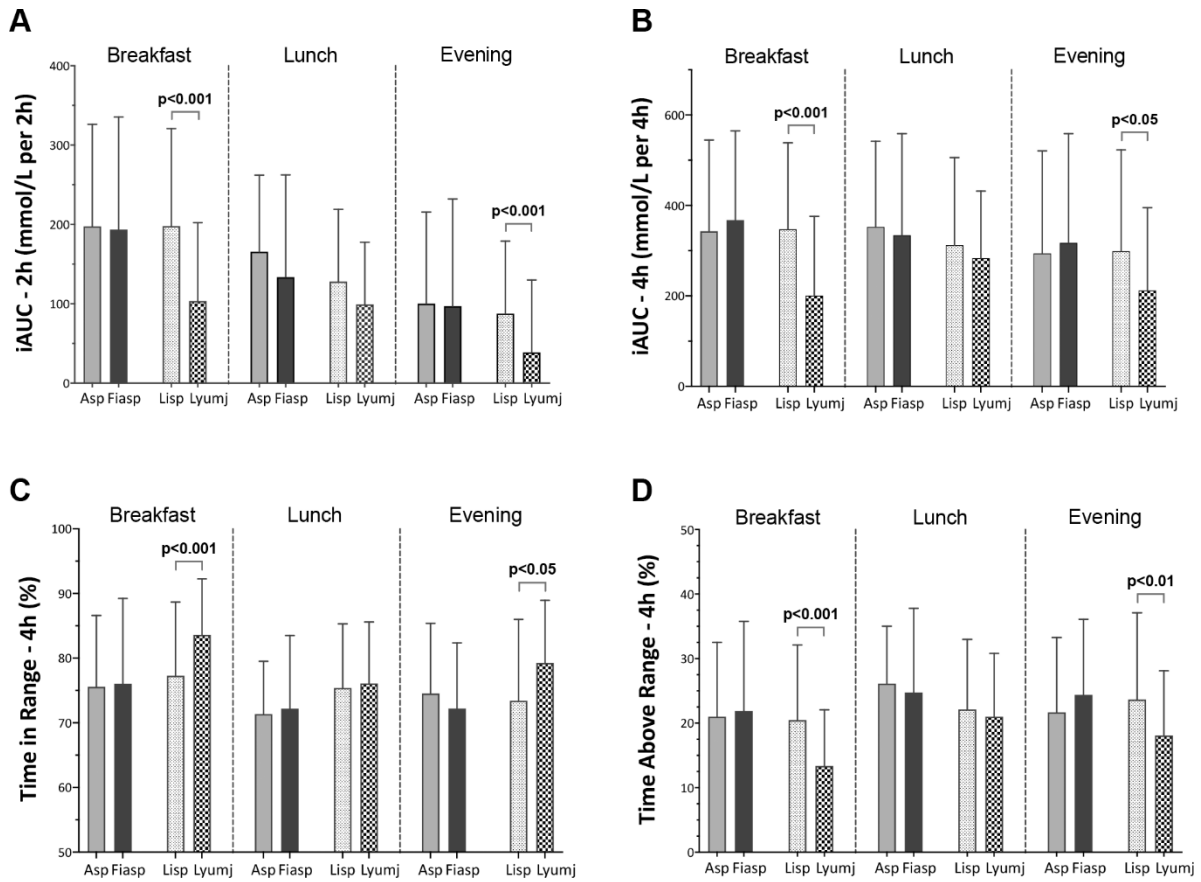 A
Breakfast Lunch Evening
iAUC - 2h (mmol/L per 2h)
400
300
200
100
0
p<0.001
p<0.001
Asp Fiasp Lisp Lyumj Asp Fiasp Lisp Lyumj Asp Fiasp Lisp Lyumj
B
Breakfast Lunch Evening
iAUC - 4h (mmol/L per 4h)
600
400
200
0
p<0.001
p<0.05
Asp Fiasp Lisp Lyumj Asp Fiasp Lisp Lyumj Asp Fiasp Lisp Lyumj
C
Breakfast Lunch Evening
Time in Range - 4h (%)
100
90
80
70
60
50
p<0.001
p<0.05
Asp Fiasp Lisp Lyumj Asp Fiasp Lisp Lyumj Asp Fiasp Lisp Lyumj
D
Breakfast Lunch Evening
Time Above Range - 4h (%)
50
40
30
20
10
0
p<0.001
p<0.01
Asp Fiasp Lisp Lyumj Asp Fiasp Lisp Lyumj Asp Fiasp Lisp Lyumj